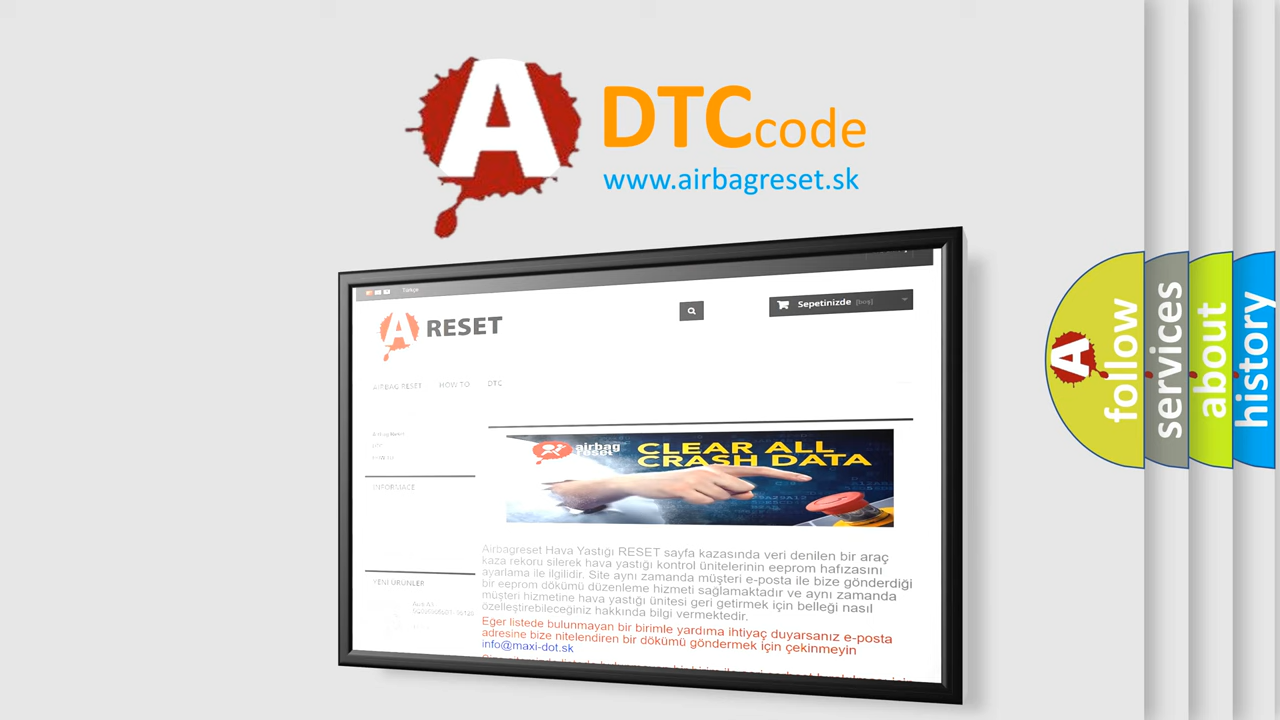 A
DTCcode
www.airbagreset.sk
Türkçe
A RESET
Sepetinizde [boş]
AIRBAG RESET HOW TO DTC
INFORMACE
airbag
reset
CLEAR ALL
CRASH DATA
Airbagreset Hava Yastığı RESET sayfa kazasında veri denilen bir araç
kaza rekoru silerek hava yastığı kontrol ünitelerinin eeprom hafızasını
ayarlama ile ilgilidir. Site aynı zamanda müşteri e-posta ile bize gönderdiği
bir eeprom dökümü düzenleme hizmeti sağlamaktadır ve aynı zamanda
müşteri hizmetine hava yastığı ünitesi geri getirmek için belleği nasıl
özelleştirebileceğiniz hakkında bilgi vermektedir.
Eğer listede bulunmayan bir birimle yardıma ihtiyaç duyarsanız e-posta
adresine bize nitelendiren bir dökümü göndermek için çekinmeyin
info@maxi-dot.sk
YENI ÜRÜNLER
A
follow
services
about
history